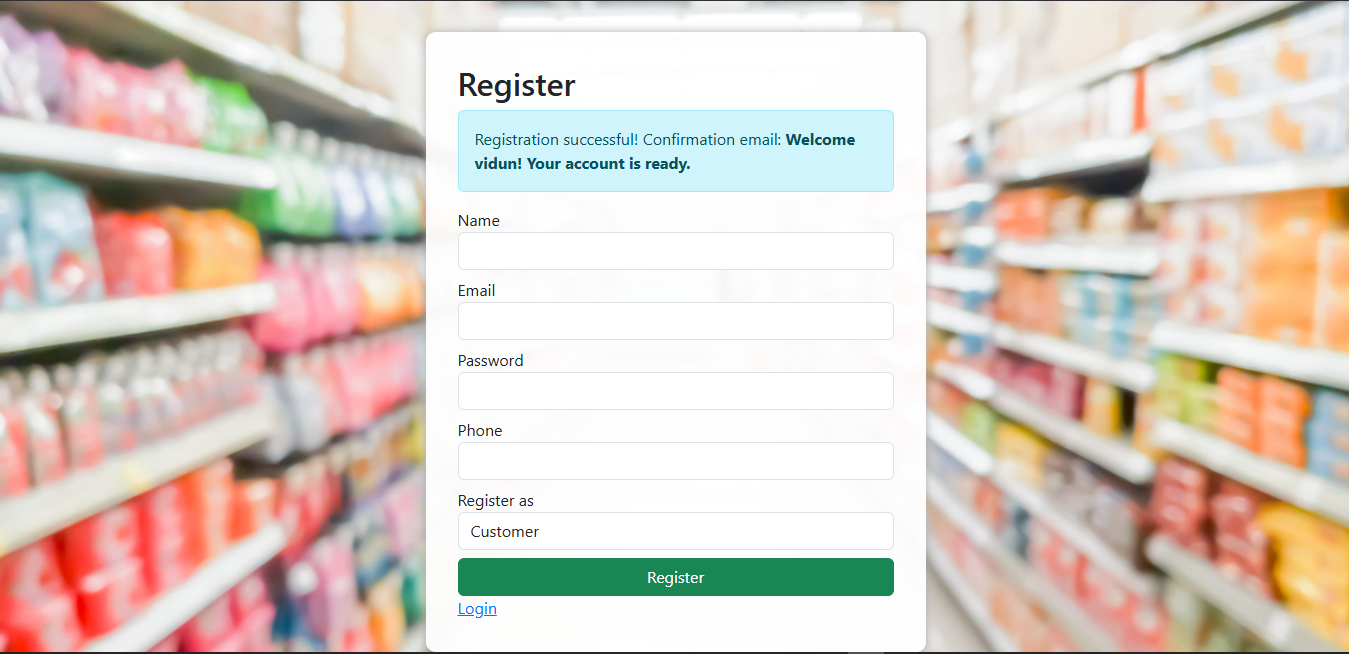 Register
Registration successful! Confirmation email: Welcome
vidun! Your account is ready.
Name
Email
Password
Phone
Register as
Customer
Register
Login